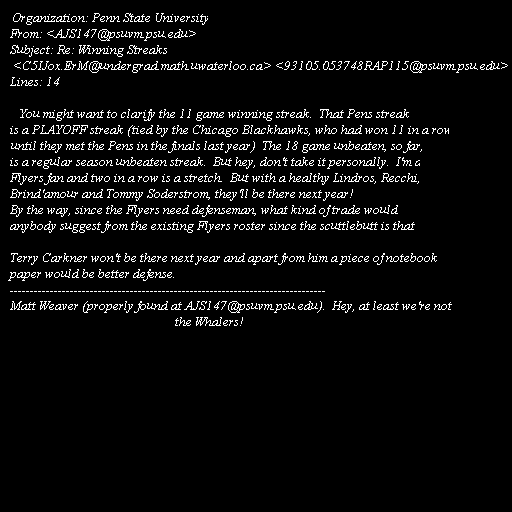 Organization: Penn State University
From: <AJS147@psuvm.psu.edu>
Subject: Re: Winning Streaks
<C5IJox.ErM@undergrad.math.uwaterloo.ca> <93105.053748RAP115@psuvm.psu.edu>
Lines: 14

You might want to clarify the 11 game winning streak.  That Pens streak
is a PLAYOFF streak (tied by the Chicago Blackhawks, who had won 11 in a row
until they met the Pens in the finals last year)  The 18 game unbeaten, so far,
is a regular season unbeaten streak.  But hey, don't take it personally.  I'm a
Flyers fan and two in a row is a stretch.  But with a healthy Lindros, Recchi,
Brind'amour and Tommy Soderstrom, they'll be there next year!
By the way, since the Flyers need defenseman, what kind of trade would
anybody suggest from the existing Flyers roster since the scuttlebutt is that

Terry Carkner won't be there next year and apart from him a piece of notebook
paper would be better defense.
-------------------------------------------------------------------------------
Matt Weaver (properly found at AJS147@psuvm.psu.edu).  Hey, at least we're not
the Whalers!